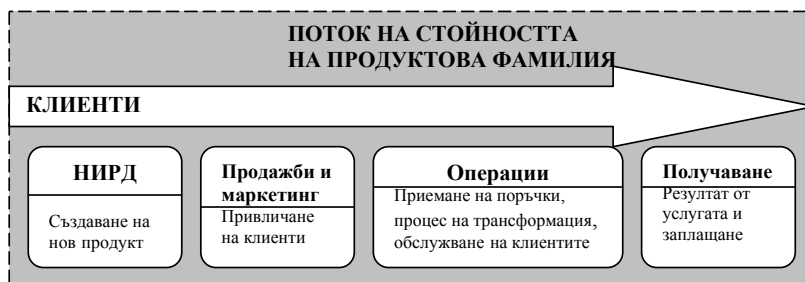 ПОТОК НА СТОЙНОСТТА
НА ПРОДУКТОВА ФАМИЛИЯ
КЛИЕНТИ
НИРД
Създаване на
нов продукт
Продажби и
маркетинг
Привличане
на клиенти
Операции
Приемане на поръчки,
процес на трансформация,
обслужване на клиентите
Получаване
Резултат от
услугата и
заплащане